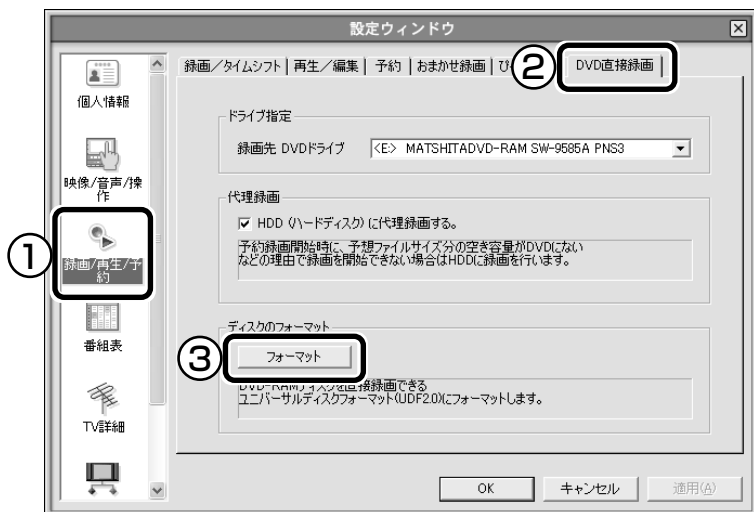 設定ウィンドウ
個人情報
映像/音声/操
作
①
録画/再生/予
約
番組表
TV詳細
録画/タイムシフト 再生/編集 予約 おまかせ録画 ② DVD直接録画
ドライブ指定
録画先 DVDドライブ <E:> MATSHITADVD-RAM SW-9585A PNS3
代理録画
HDD (ハードディスク) に代理録画する。
予約録画開始時に、予想ファイルサイズ分の空き容量がDVDにない
などの理由で録画を開始できない場合はHDDに録画を行います。
ディスクのフォーマット
③ フォーマット
DVD-RAMディスクを直接録画できる
ユニバーサルディスクフォーマット(UDF2.0)にフォーマットします。
OK キャンセル 適用(A)